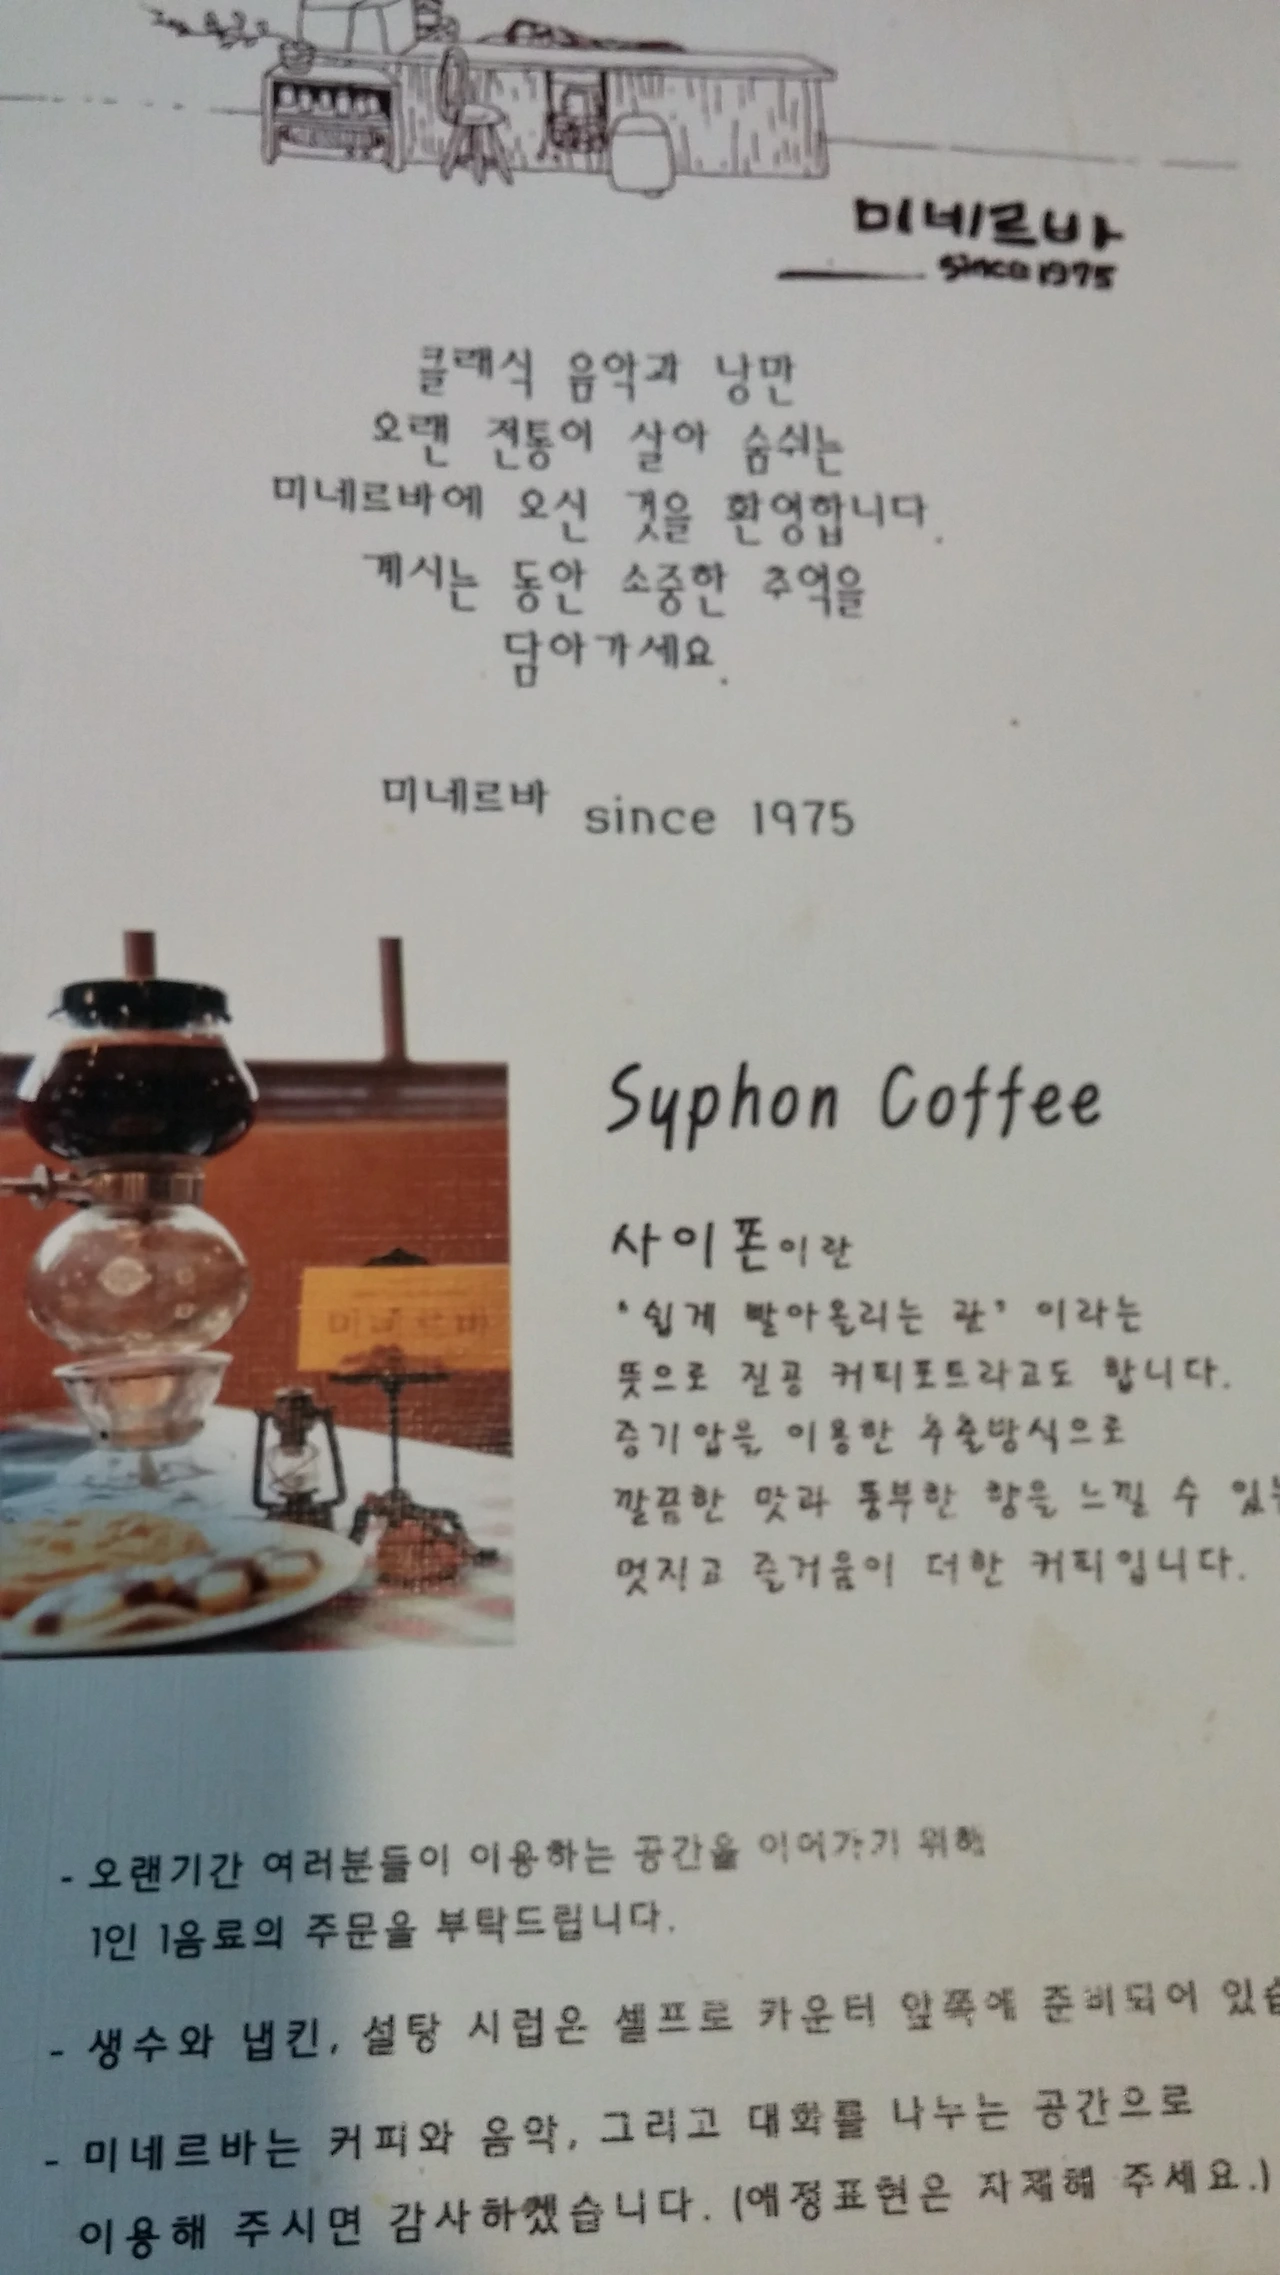 미네르바
since 1975
클래식 음악과 낭만
오랜 전통이 살아 숨쉬는
미네르바에 오신 것을 환영합니다.
계시는 동안 소중한 추억을
담아가세요.
미네르바 since 1975
Syphon Coffee
사이폰이란
'쉽게 빨아올리는 관' 이라는
뜻으로 진공 커피포트라고도 합니다.
증기압을 이용한 추출방식으로
깔끔한 맛과 풍부한 향을 느낄 수 있는
멋지고 즐거움이 더한 커피입니다.
미네르바
- 오랜기간 여러분들이 이용하는 공간을 이어가기 위해
1인 1음료의 주문을 부탁드립니다.
- 생수와 냅킨, 설탕 시럽은 셀프로 카운터 앞쪽에 준비되어 있습
- 미네르바는 커피와 음악, 그리고 대화를 나누는 공간으로
이용해 주시면 감사하겠습니다. (애정표현은 자제해 주세요.)